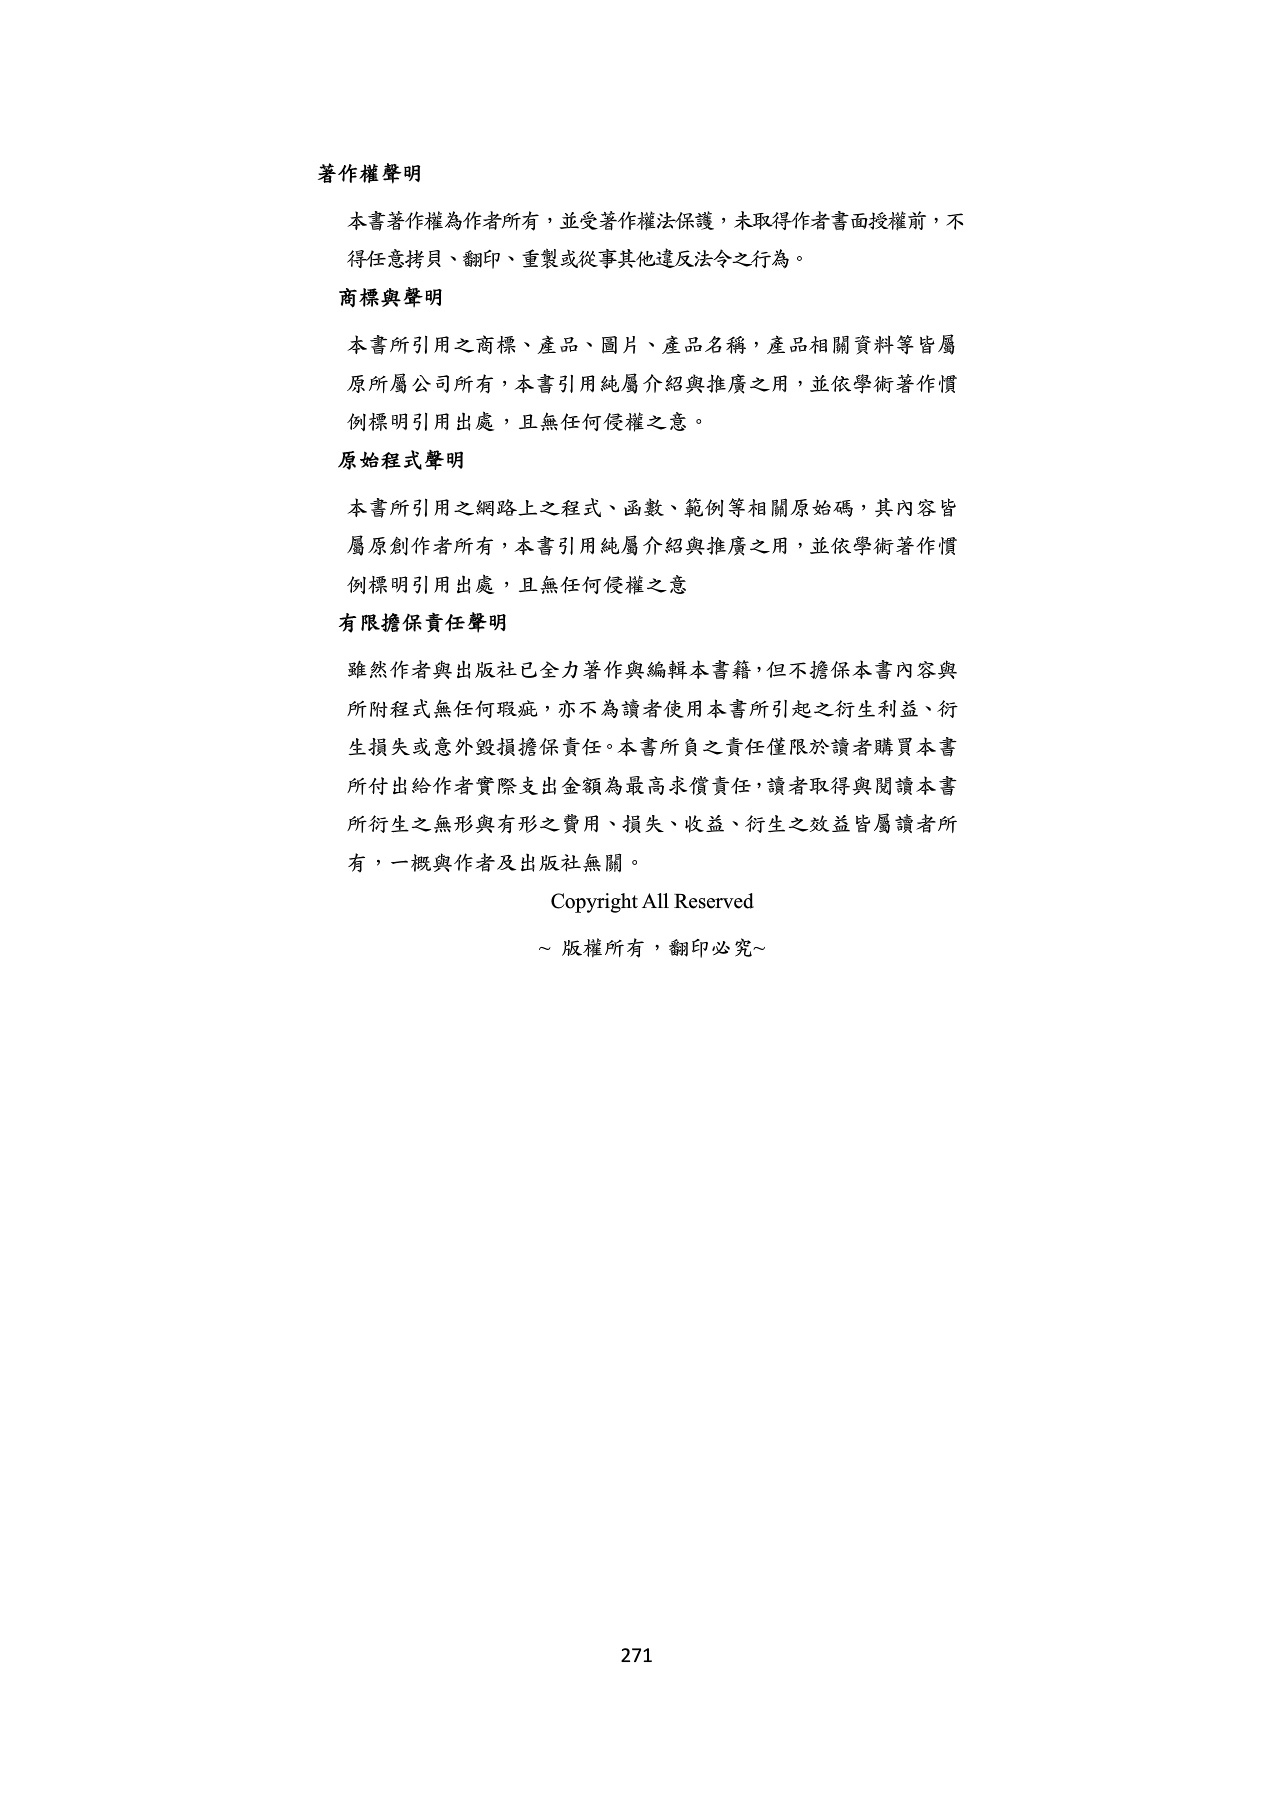 著作權聲明
本書著作權為作者所有，並受著作權法保護，未取得作者書面授權前，不
得任意拷貝、翻印、重製或從事其他違反法令之行為。
商標與聲明
本書所引用之商標、產品、圖片、產品名稱，產品相關資料等皆屬
原所屬公司所有，本書引用純屬介紹與推廣之用，並依學術著作慣
例標明引用出處，且無任何侵權之意。
原始程式聲明
本書所引用之網路上之程式、函數、範例等相關原始碼，其內容皆
屬原創作者所有，本書引用純屬介紹與推廣之用，並依學術著作慣
例標明引用出處，且無任何侵權之意
有限擔保責任聲明
雖然作者與出版社已全力著作與編輯本書籍，但不擔保本書內容與
所附程式無任何瑕疵，亦不為讀者使用本書所引起之衍生利益、衍
生損失或意外毀損擔保責任。本書所負之責任僅限於讀者購買本書
所付出給作者實際支出金額為最高求償責任，讀者取得與閱讀本書
所衍生之無形與有形之費用、損失、收益、衍生之效益皆屬讀者所
有，一概與作者及出版社無關。
Copyright All Reserved
~ 版權所有，翻印必究~
271